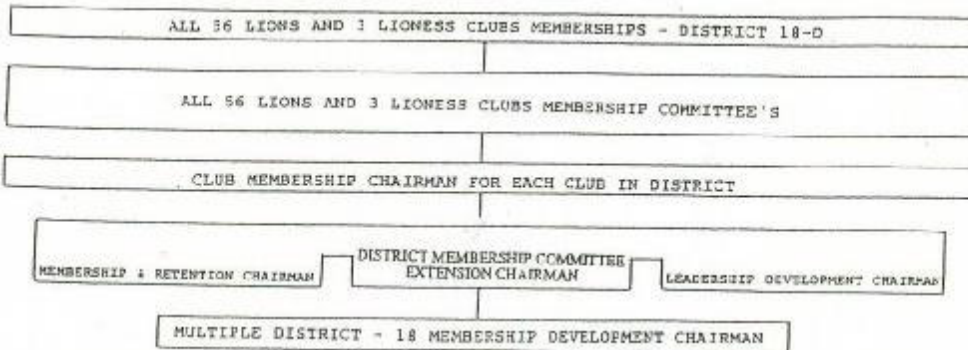 ALL 56 LIONS AND 3 LIONESS CLUBS MEMBERSHIPS - DISTRICT 18-D
ALL 56 LIONS AND 3 LIONESS CLUBS MEMBERSHIP COMMITTEE'S
CLUB MEMBERSHIP CHAIRMAN FOR EACH CLUB IN DISTRICT
DISTRICT MEMBERSHIP COMMITTEE
MEMBERSHIP & RETENTION CHAIRMAN EXTENSION CHAIRMAN LEADERSHIP DEVELOPMENT CHAIRMAN
MULTIPLE DISTRICT - 18 MEMBERSHIP DEVELOPMENT CHAIRMAN